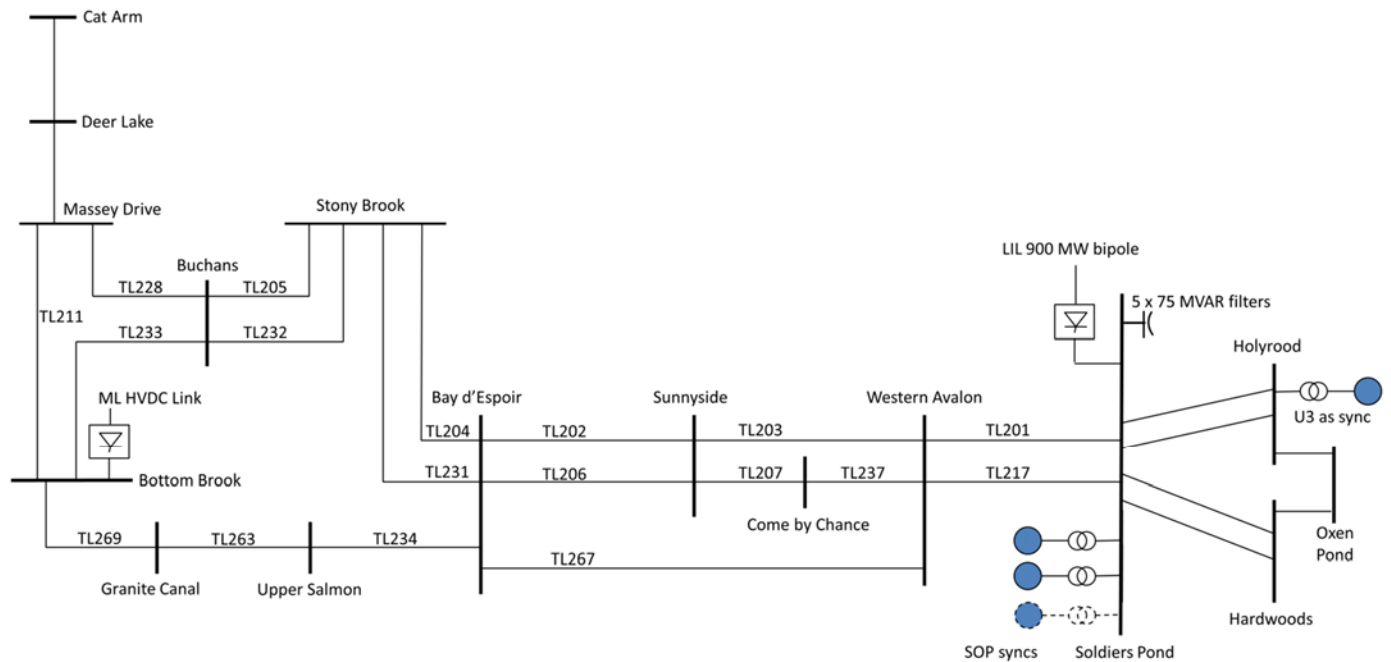 Cat Arm
Deer Lake
Massey Drive
Stony Brook
LIL 900 MW bipole
Buchans
TL228
TL205
5 x 75 MVAR filters
TL211
TL233
TL232
Holyrood
ML HVDC Link
Bay d’Espoir
Sunnyside
Western Avalon
U3 as sync
TL204
TL202
TL203
TL201
TL231
TL206
TL207
TL237
TL217
Bottom Brook
Come by Chance
TL269
TL263
TL234
Oxen
Pond
TL267
Granite Canal
Upper Salmon
Hardwoods
SOP syncs
Soldiers Pond